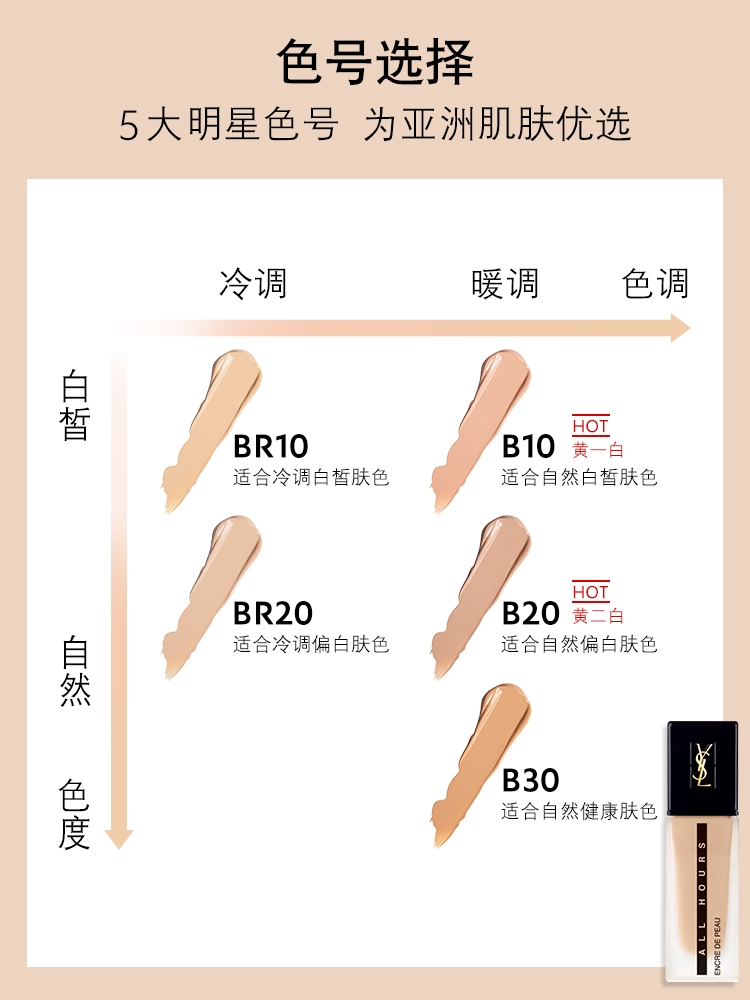 色号选择
5大明星色号 为亚洲肌肤优选
冷调
暖调
色调
白皙
BR10
适合冷调白皙肤色
B10
HOT
黄一白
适合自然白皙肤色
BR20
适合冷调偏白肤色
B20
HOT
黄二白
适合自然偏白肤色
自然
B30
适合自然健康肤色
色度
YSL
ALL HOURS
ENCRE DE PEAU